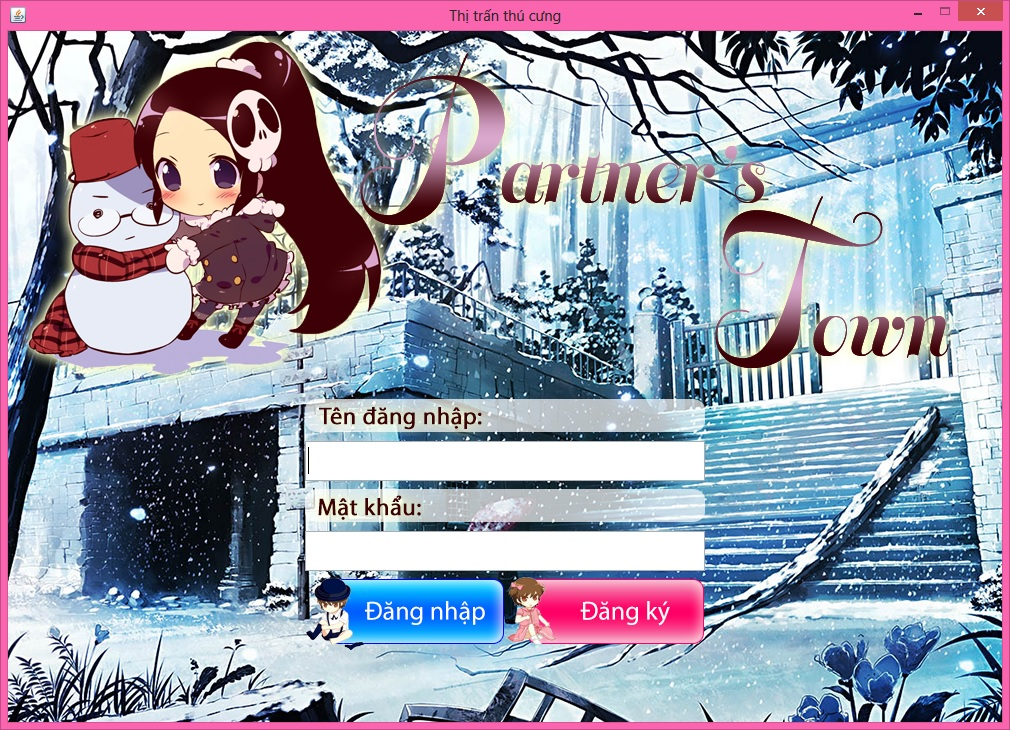 Thị trấn thú cưng
Partner's
Town
Tên đăng nhập:
Mật khẩu:
Đăng nhập
Đăng ký